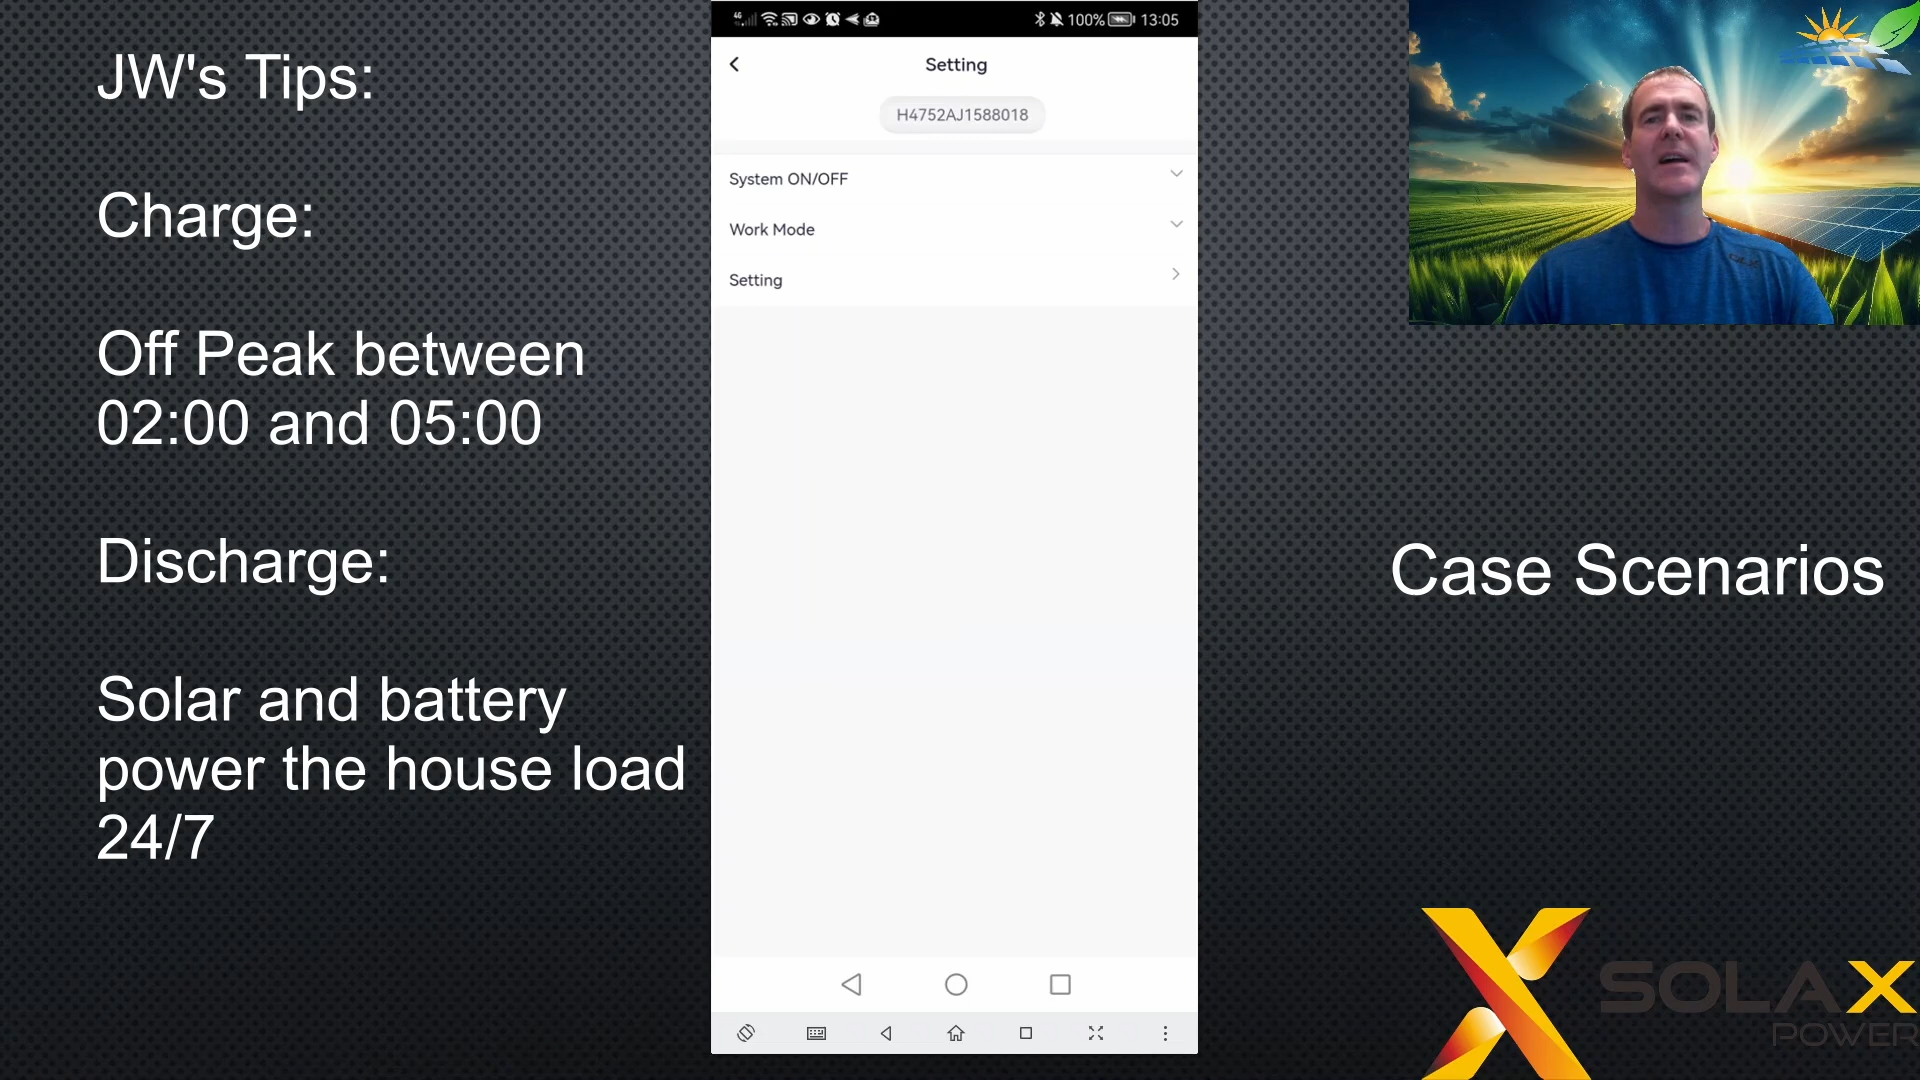 JW's Tips:
Charge:
Off Peak between
02:00 and 05:00
Discharge:
Solar and battery
power the house load
24/7
4G
100%
13:05
Setting
H4752AJ1588018
System ON/OFF
Work Mode
Setting
Case Scenarios
SOLAX
POWER